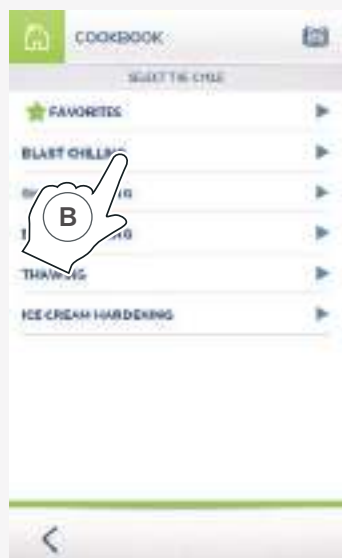 COOKBOOK
SELECT THE CYCLE
FAVORITES
BLAST CHILLING
B
THAWING
ICE CREAM HARDENING